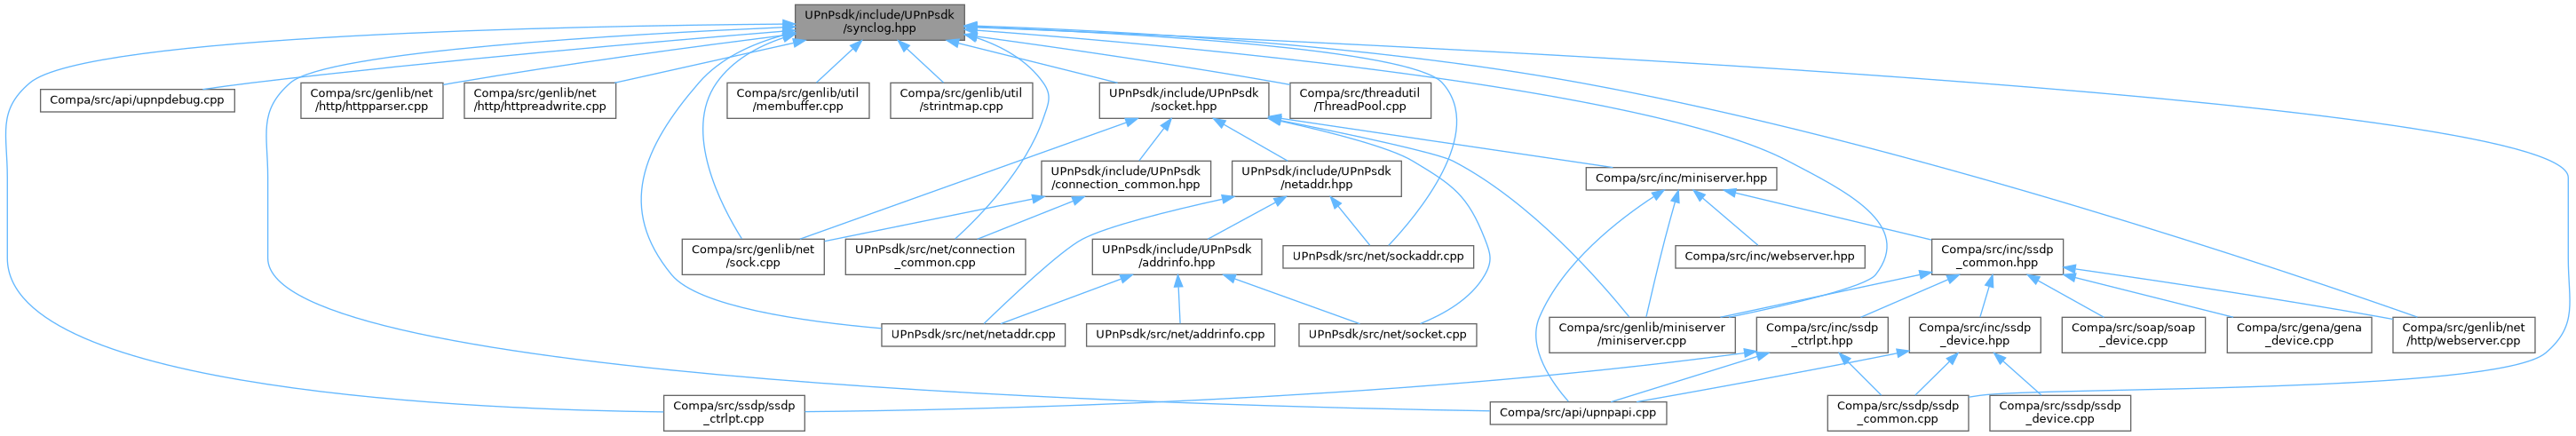 UPnPsdk/include/UPnPsdk
/synclog.hpp
Compa/src/api/upnpdebug.cpp
Compa/src/genlib/net
/http/httpparser.cpp
Compa/src/genlib/net
/http/httpreadwrite.cpp
Compa/src/genlib/util
/membuffer.cpp
Compa/src/genlib/util
/strintmap.cpp
UPnPsdk/include/UPnPsdk
/socket.hpp
Compa/src/threadutil
/ThreadPool.cpp
UPnPsdk/include/UPnPsdk
/connection_common.hpp
UPnPsdk/include/UPnPsdk
/netaddr.hpp
Compa/src/inc/miniserver.hpp
Compa/src/genlib/net
/sock.cpp
UPnPsdk/src/net/connection
_common.cpp
UPnPsdk/include/UPnPsdk
/addrinfo.hpp
UPnPsdk/src/net/sockaddr.cpp
Compa/src/inc/webserver.hpp
Compa/src/inc/ssdp
_common.hpp
UPnPsdk/src/net/netaddr.cpp
UPnPsdk/src/net/addrinfo.cpp
UPnPsdk/src/net/socket.cpp
Compa/src/genlib/miniserver
/miniserver.cpp
Compa/src/inc/ssdp
_ctrlpt.hpp
Compa/src/inc/ssdp
_device.hpp
Compa/src/soap/soap
_device.cpp
Compa/src/gena/gena
_device.cpp
Compa/src/genlib/net
/http/webserver.cpp
Compa/src/ssdp/ssdp
_ctrlpt.cpp
Compa/src/api/upnpapi.cpp
Compa/src/ssdp/ssdp
_common.cpp
Compa/src/ssdp/ssdp
_device.cpp